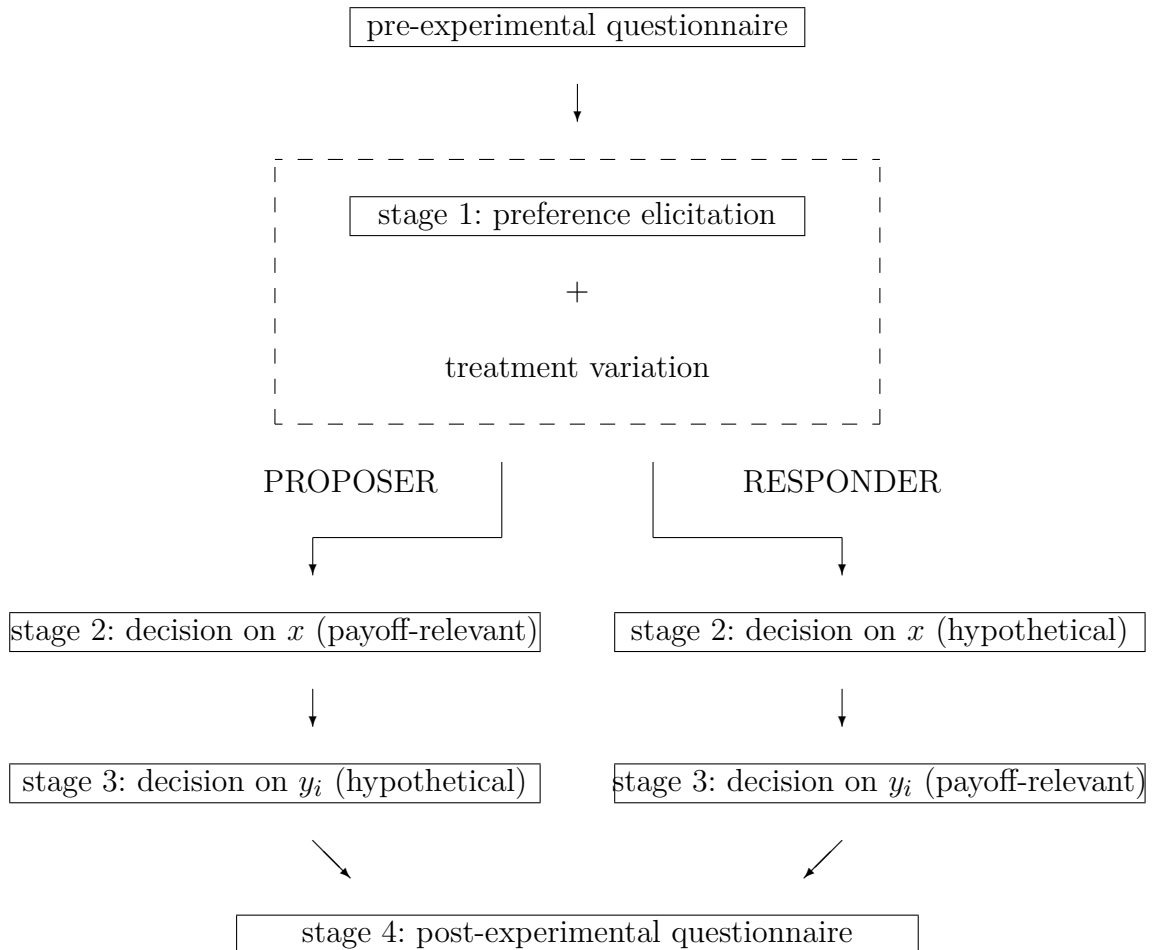 pre-experimental questionnaire
stage 1: preference elicitation
+
treatment variation
PROPOSER
RESPONDER
stage 2: decision on x (payoff-relevant)
stage 2: decision on x (hypothetical)
stage 3: decision on y_i (hypothetical)
stage 3: decision on y_i (payoff-relevant)
stage 4: post-experimental questionnaire